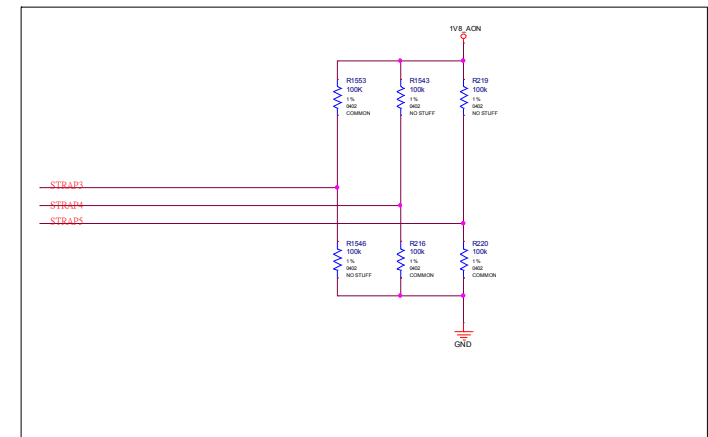 1V8_AON
R1553
100K
1%
0402
COMMON
R1543
100k
1%
0402
NO STUFF
R219
100k
1%
0402
NO STUFF
STRAP3
STRAP4
STRAP5
R1546
100k
1%
0402
NO STUFF
R216
100k
1%
0402
COMMON
R220
100k
1%
0402
COMMON
GND